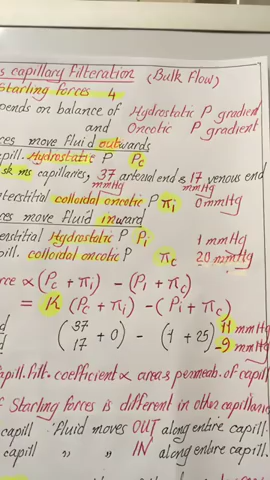 s capillary filteration (Bulk Flow)
Starling forces 4
pends on balance of Hydrostatic P gradient
and Oncotic P gradient
ces move fluid outwards
pill. Hydrostatic P Pc
sk ms capillaries, 37 arterial end & 17 venous end
mmHg mmHg
nterstitial colloidal oncotic P πi 0 mmHg
rces move fluid inward
terstitial Hydrostatic P Pi 1 mmHg
pill. colloidal oncotic P πc 20 mmHg
rce ∝ (Pc + πi) − (Pi + πc)
= K (Pc + πi) − (Pi + πc)
d (37 + 0) − (1 + 25) 11 mmHg
d 17 -9 mmHg
apill. filt. coefficient ∝ area & permeab. of capill
f Starling forces is different in other capillaries
capill Fluid moves OUT along entire capill.
capill " " IN along entire capill.